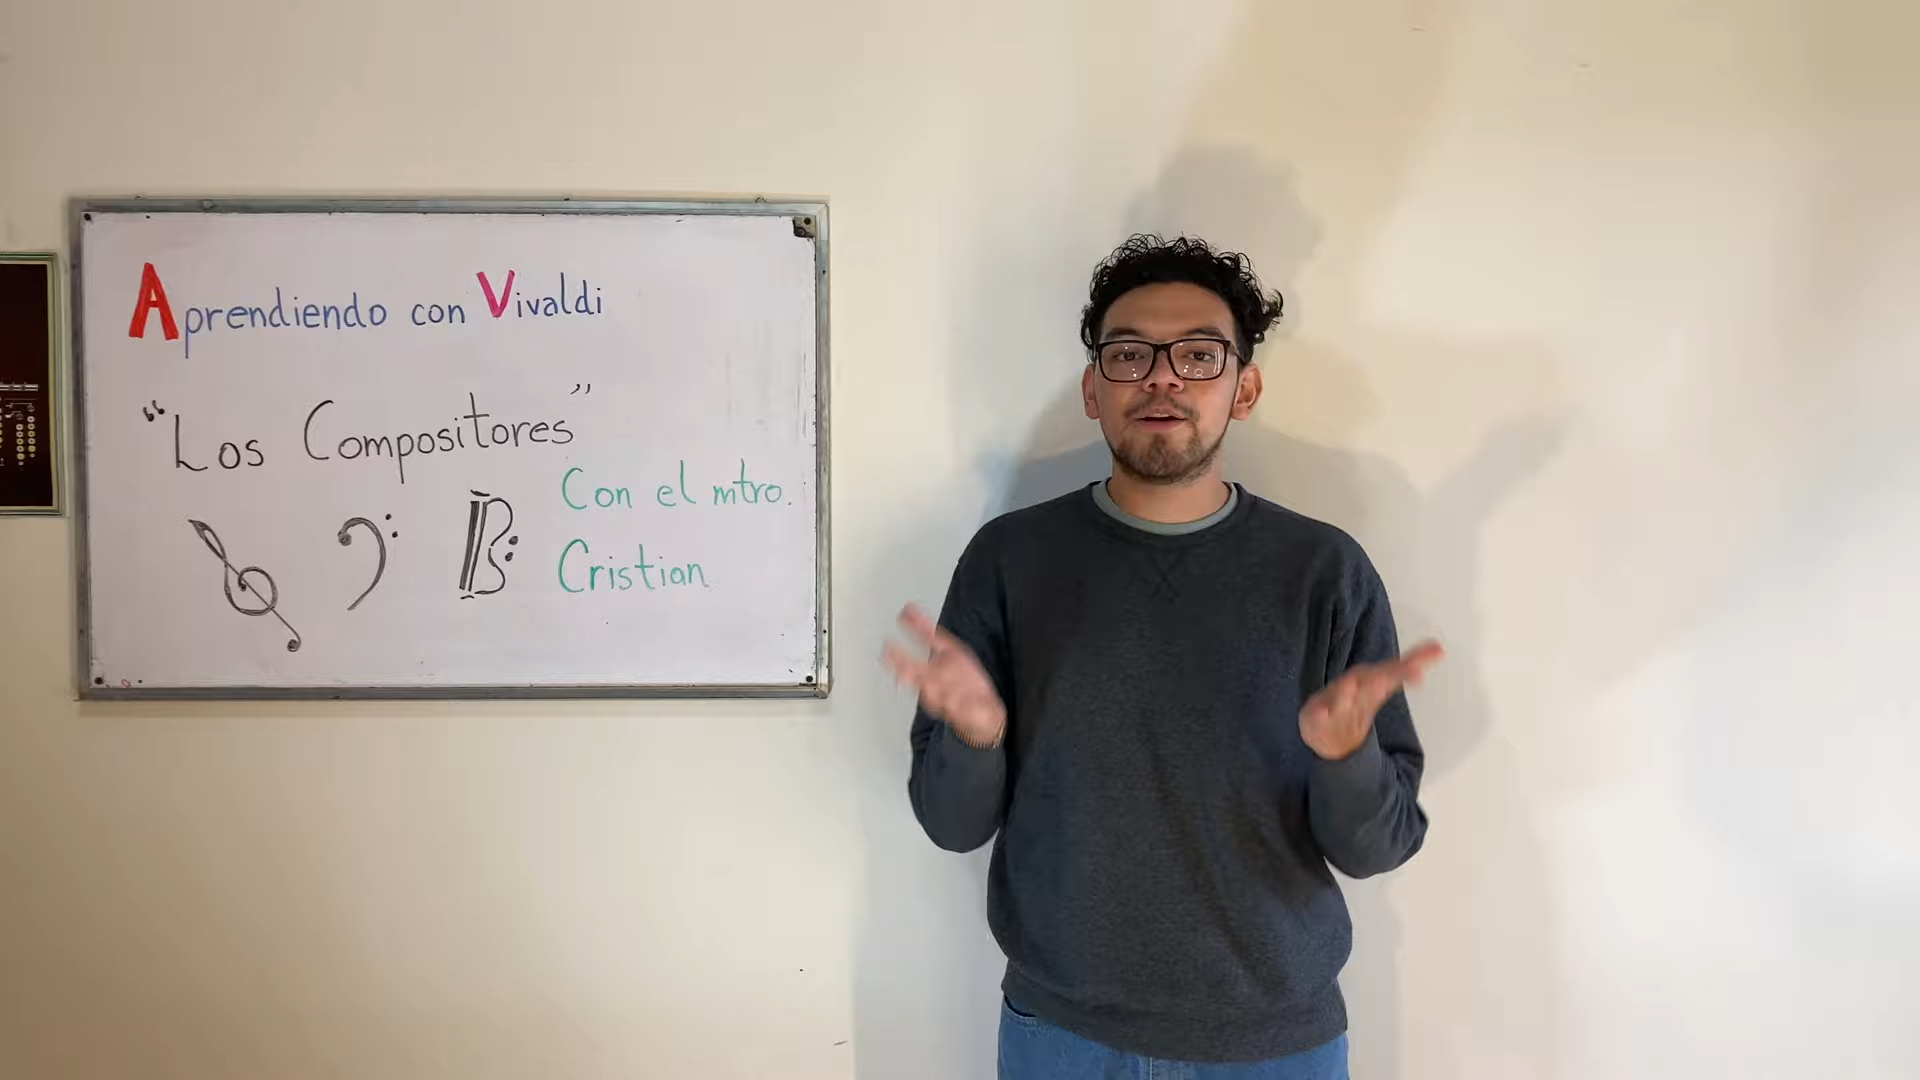 Aprendiendo con Vivaldi
"Los Compositores"
Con el mtro.
Cristian